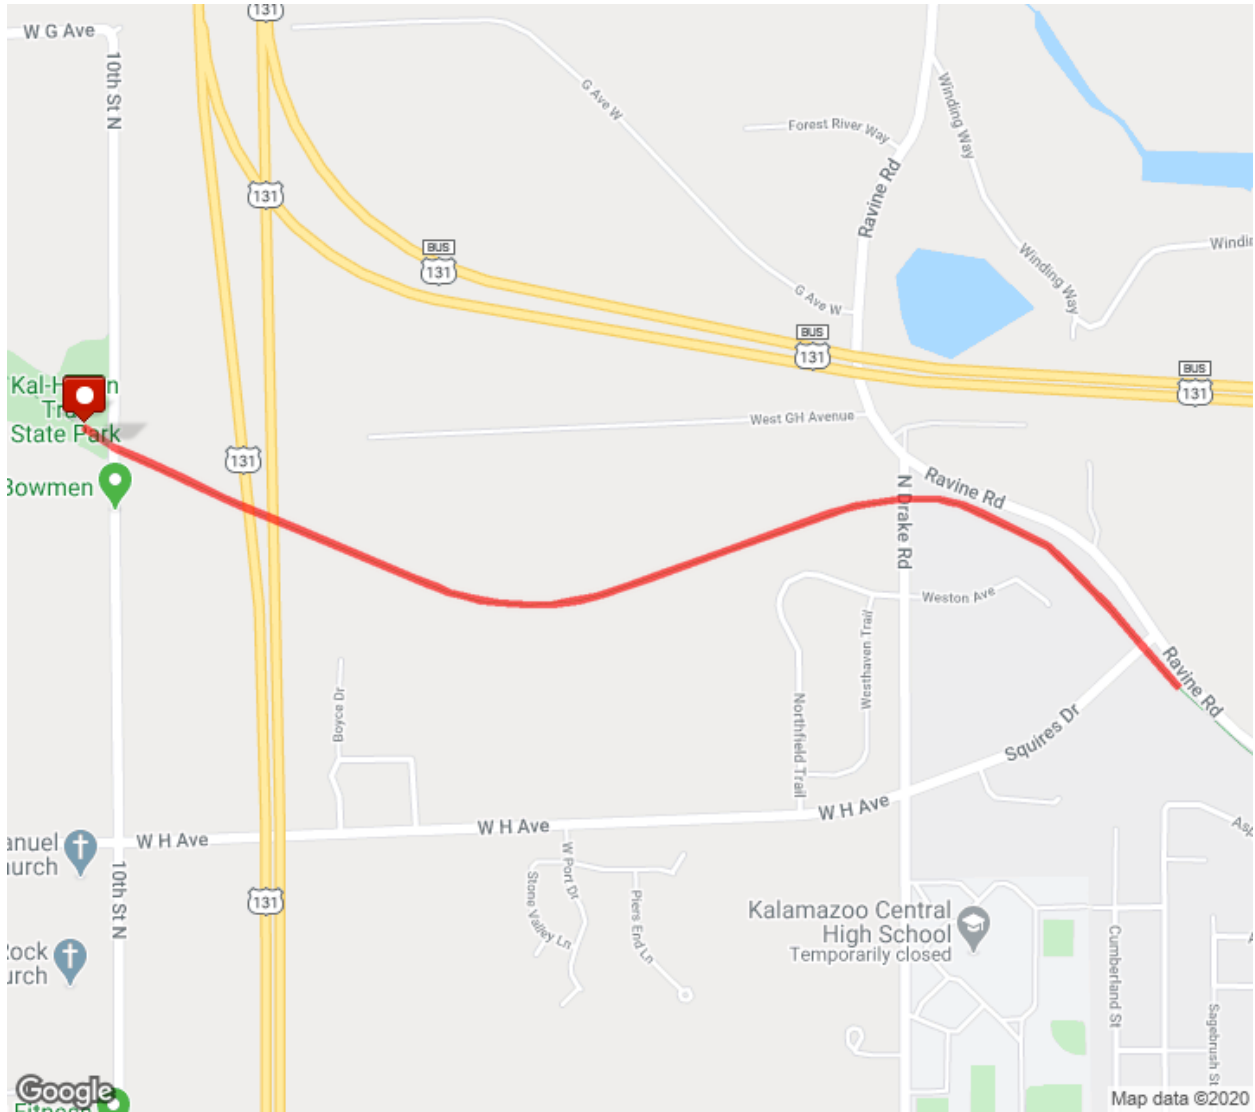 131
W G Ave
10th St N
G Ave W
Winding Way
Forest River Way
Ravine Rd
131
BUS
131
Winding Way
G Ave W
BUS
131
BUS
131
Trail
State Park
West GH Avenue
131
Bowmen
Ravine Rd
N Drake Rd
Weston Ave
Westhaven Trail
Ravine Rd
Boyce Dr
Northfield Trail
Squires Dr
W H Ave
W H Ave
W H Ave
10th St N
W Port Dr
Stone Valley Ln
Piers End Ln
131
Kalamazoo Central
High School
Temporarily closed
Cumberland St
Sagebrush St
Google
Fitness
Map data ©2020